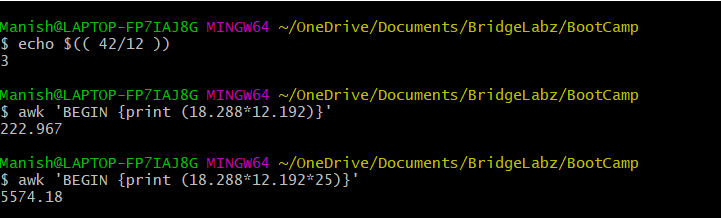 Manish@LAPTOP-FP7IAJ8G MINGW64 ~/OneDrive/Documents/BridgeLabz/BootCamp
$ echo $(( 42/12 ))
3
Manish@LAPTOP-FP7IAJ8G MINGW64 ~/OneDrive/Documents/BridgeLabz/BootCamp
$ awk 'BEGIN {print (18.288*12.192)}'
222.967
Manish@LAPTOP-FP7IAJ8G MINGW64 ~/OneDrive/Documents/BridgeLabz/BootCamp
$ awk 'BEGIN {print (18.288*12.192*25)}'
5574.18